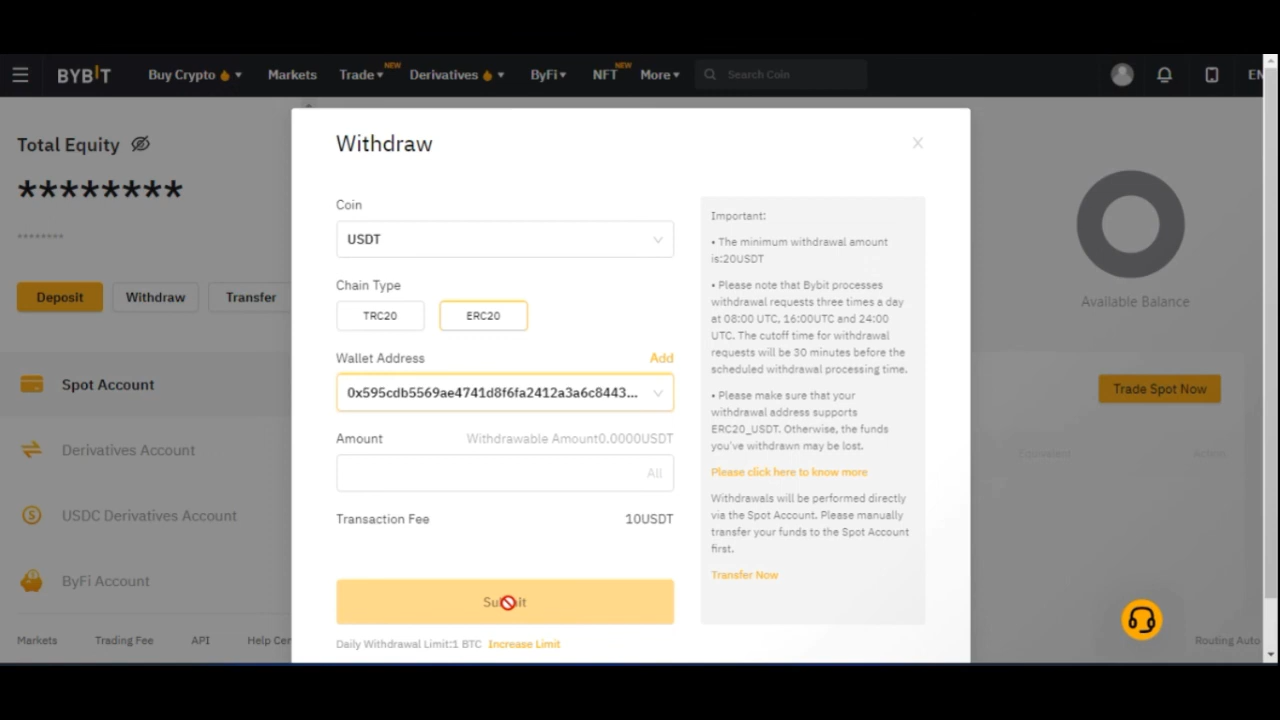 BYBIT Buy Crypto Markets Trade NEW Derivatives ByFi NFT NEW More Search Coin EN
Total Equity
********
********
Deposit Withdraw Transfer
Spot Account
Derivatives Account
USDC Derivatives Account
ByFi Account
Markets Trading Fee API Help Cen
Withdraw
Coin
USDT
Chain Type
TRC20 ERC20
Wallet Address Add
0x595cdb5569ae4741d8f6fa2412a3a6c8443...
Amount Withdrawable Amount0.0000USDT
All
Transaction Fee 10USDT
Daily Withdrawal Limit:1 BTC Increase Limit
Important:
• The minimum withdrawal amount
is:20USDT
• Please note that Bybit processes
withdrawal requests three times a day
at 08:00 UTC, 16:00UTC and 24:00
UTC. The cutoff time for withdrawal
requests will be 30 minutes before the
scheduled withdrawal processing time.
• Please make sure that your
withdrawal address supports
ERC20_USDT. Otherwise, the funds
you've withdrawn may be lost.
Please click here to know more
Withdrawals will be performed directly
via the Spot Account. Please manually
transfer your funds to the Spot Account
first.
Transfer Now
Available Balance
Trade Spot Now
Equivalent Action
Routing Auto